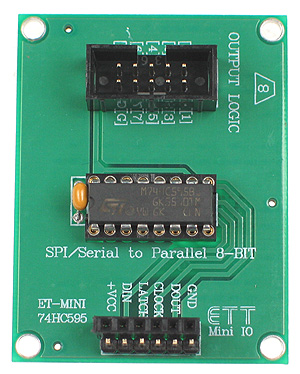 OUTPUT LOGIC
8
M74HC595B
SPI/Serial to Parallel 8-BIT
ET-MINI
74HC595
+VCC
DIN
LATCH
CLOCK
DOUT
GND
ETT
Mini IO